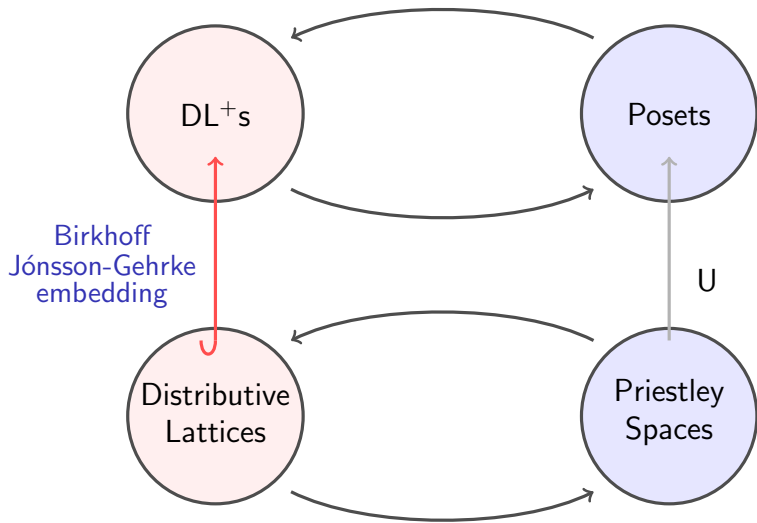 DL⁺s
Posets
Birkhoff
Jónsson-Gehrke
embedding
U
Distributive
Lattices
Priestley
Spaces